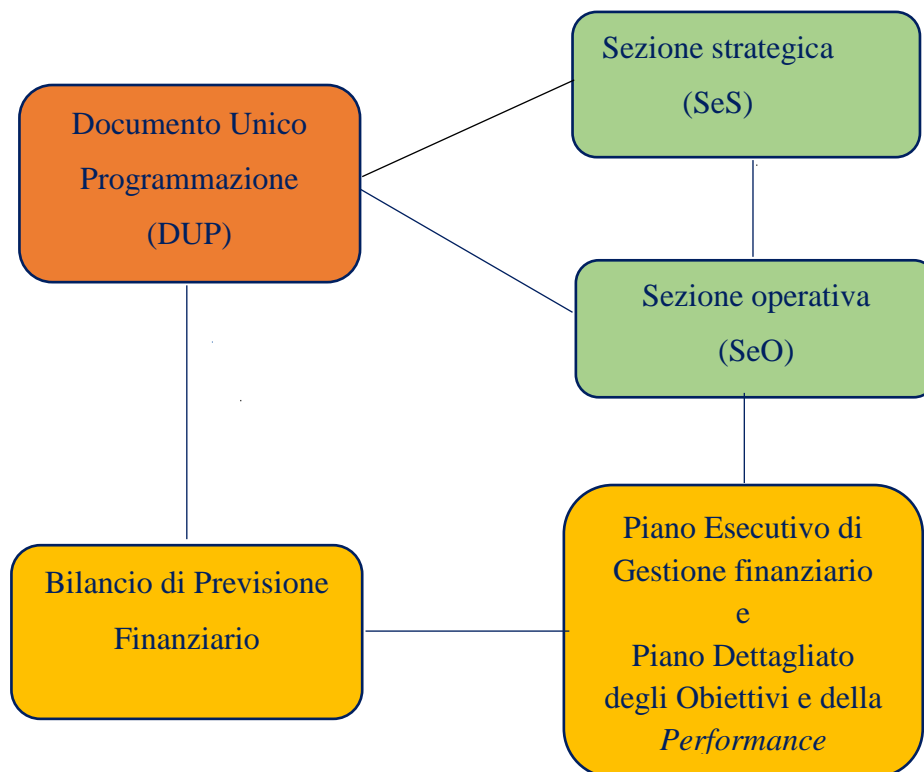 Documento Unico
Programmazione
(DUP)
Sezione strategica
(SeS)
Sezione operativa
(SeO)
Bilancio di Previsione
Finanziario
Piano Esecutivo di
Gestione finanziario
e
Piano Dettagliato
degli Obiettivi e della
Performance